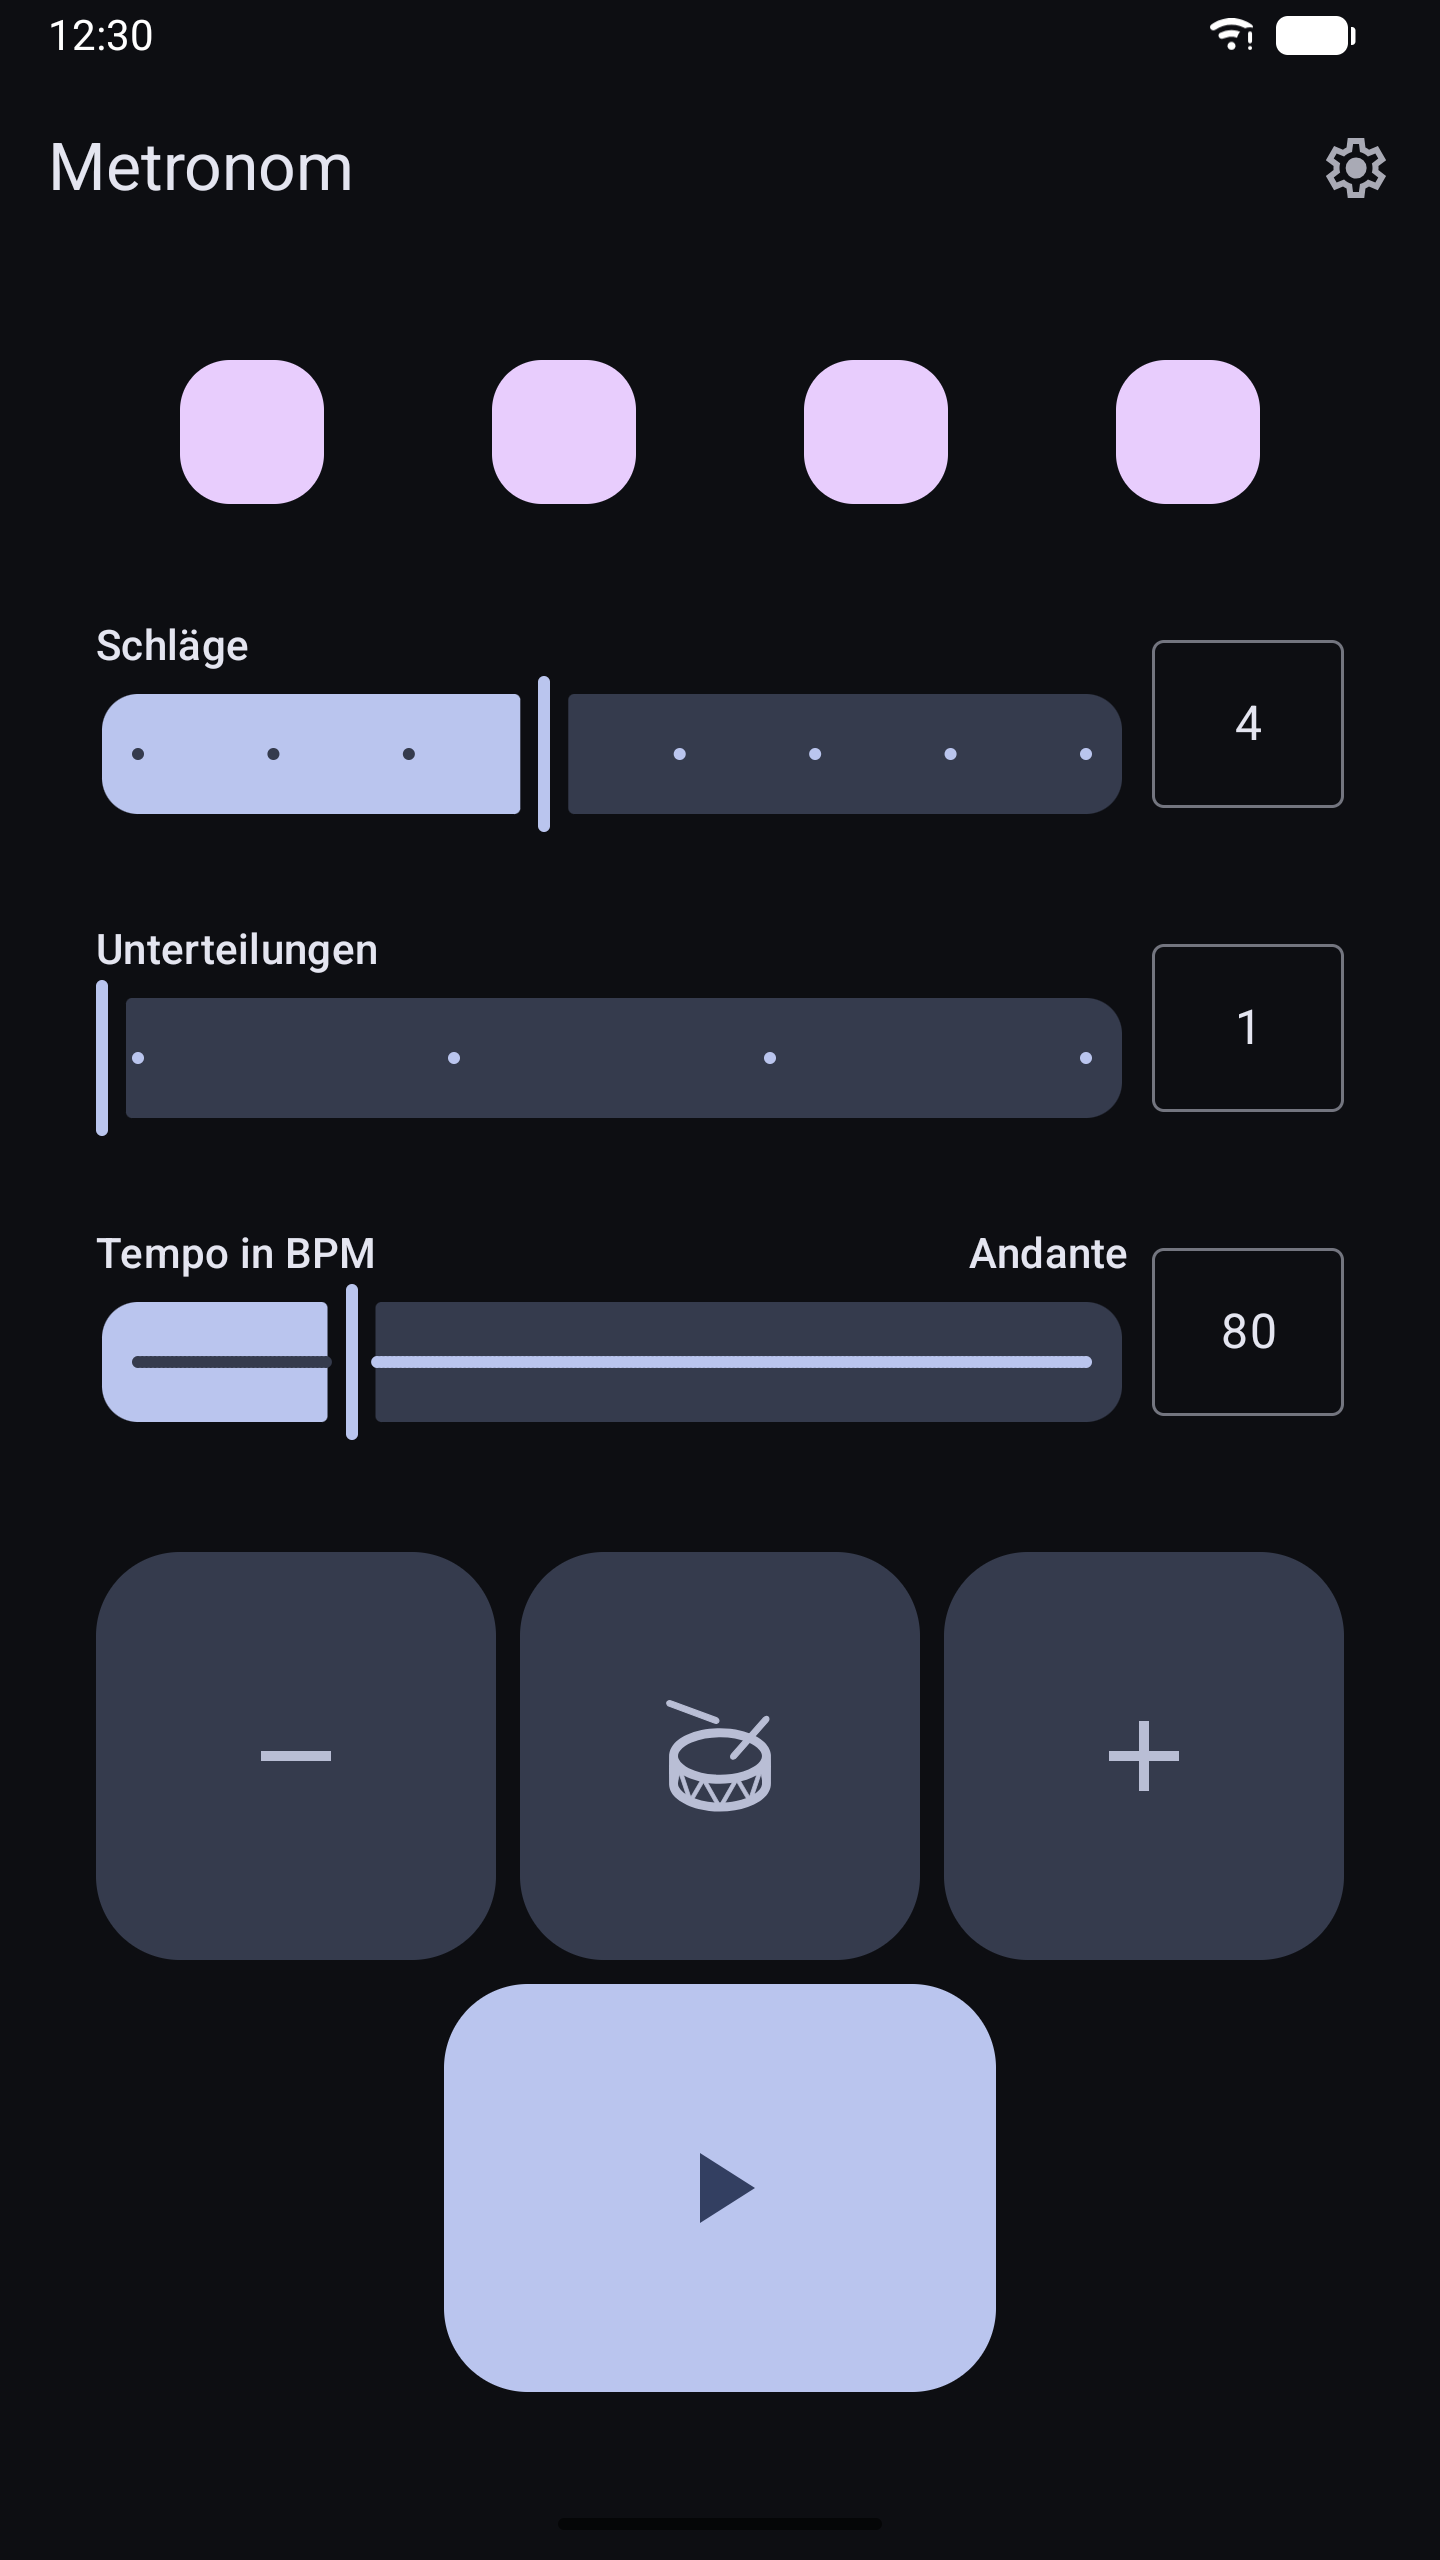 12:30
Metronom
Schläge
4
Unterteilungen
1
Tempo in BPM
Andante
80